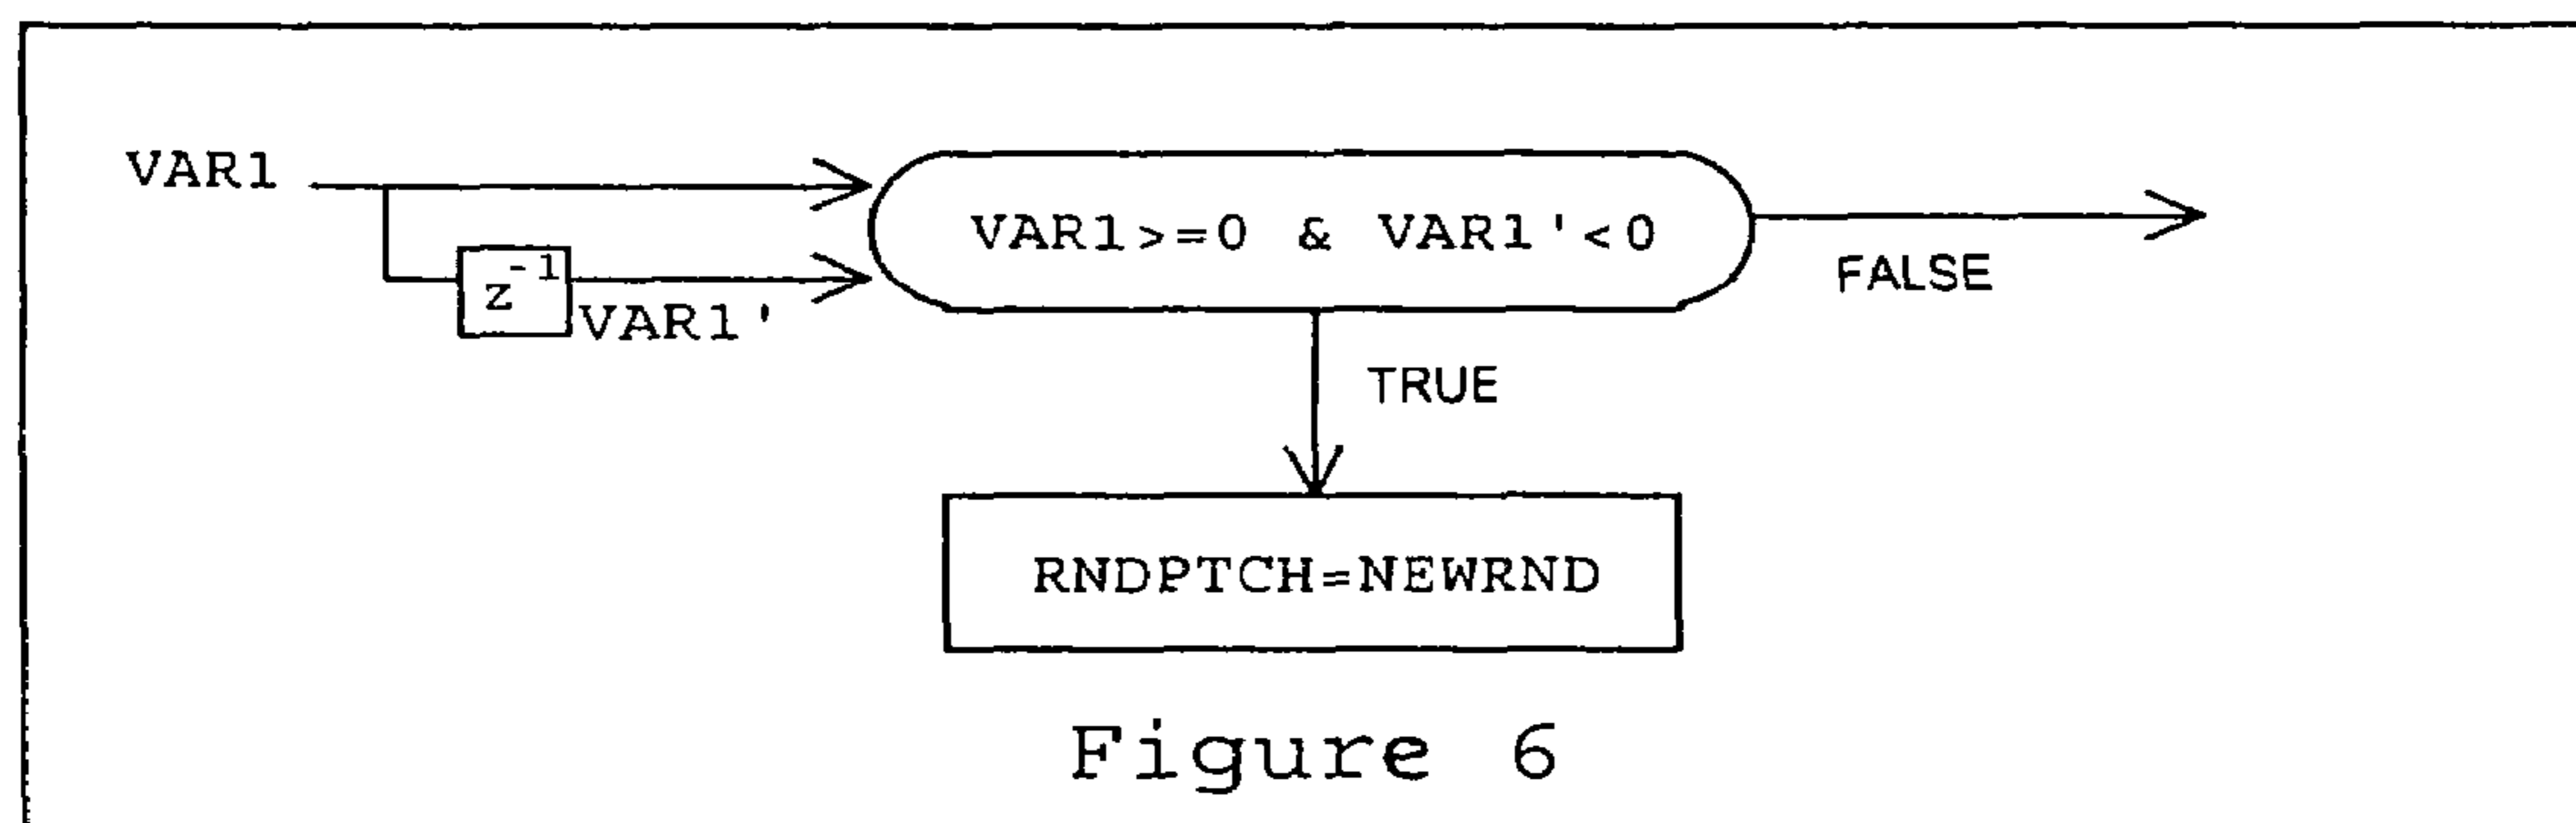 VAR1
VAR1>=0 & VAR1'<0
FALSE
z-1
VAR1'
TRUE
RNDPTCH=NEWRND
Figure 6